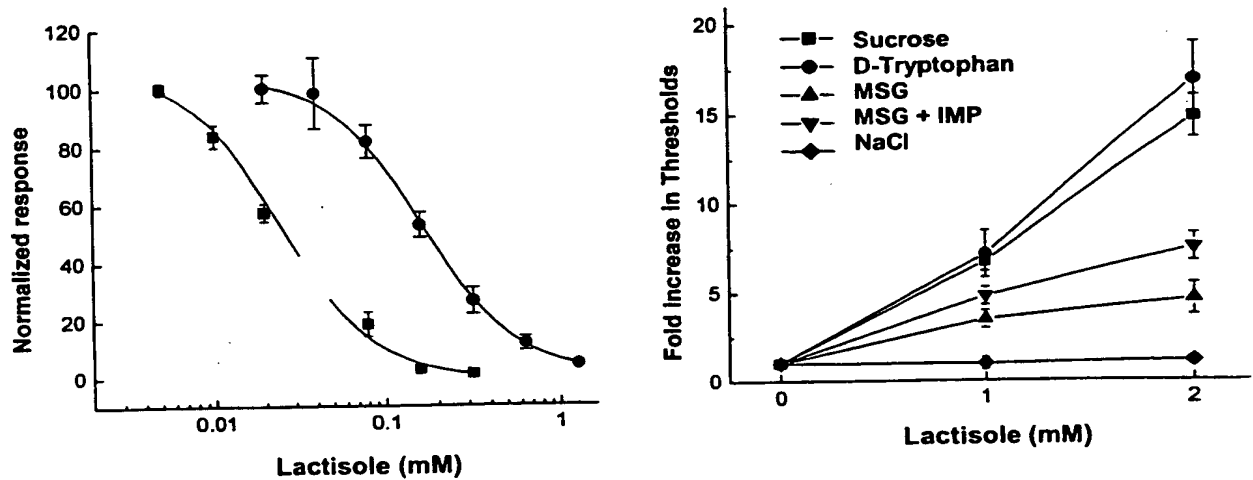 120
100
80
60
40
20
0
Normalized response
0.01
0.1
1
Lactisole (mM)
20
15
10
5
0
Fold increase in Thresholds
Sucrose
D-Tryptophan
MSG
MSG + IMP
NaCl
0
1
2
Lactisole (mM)